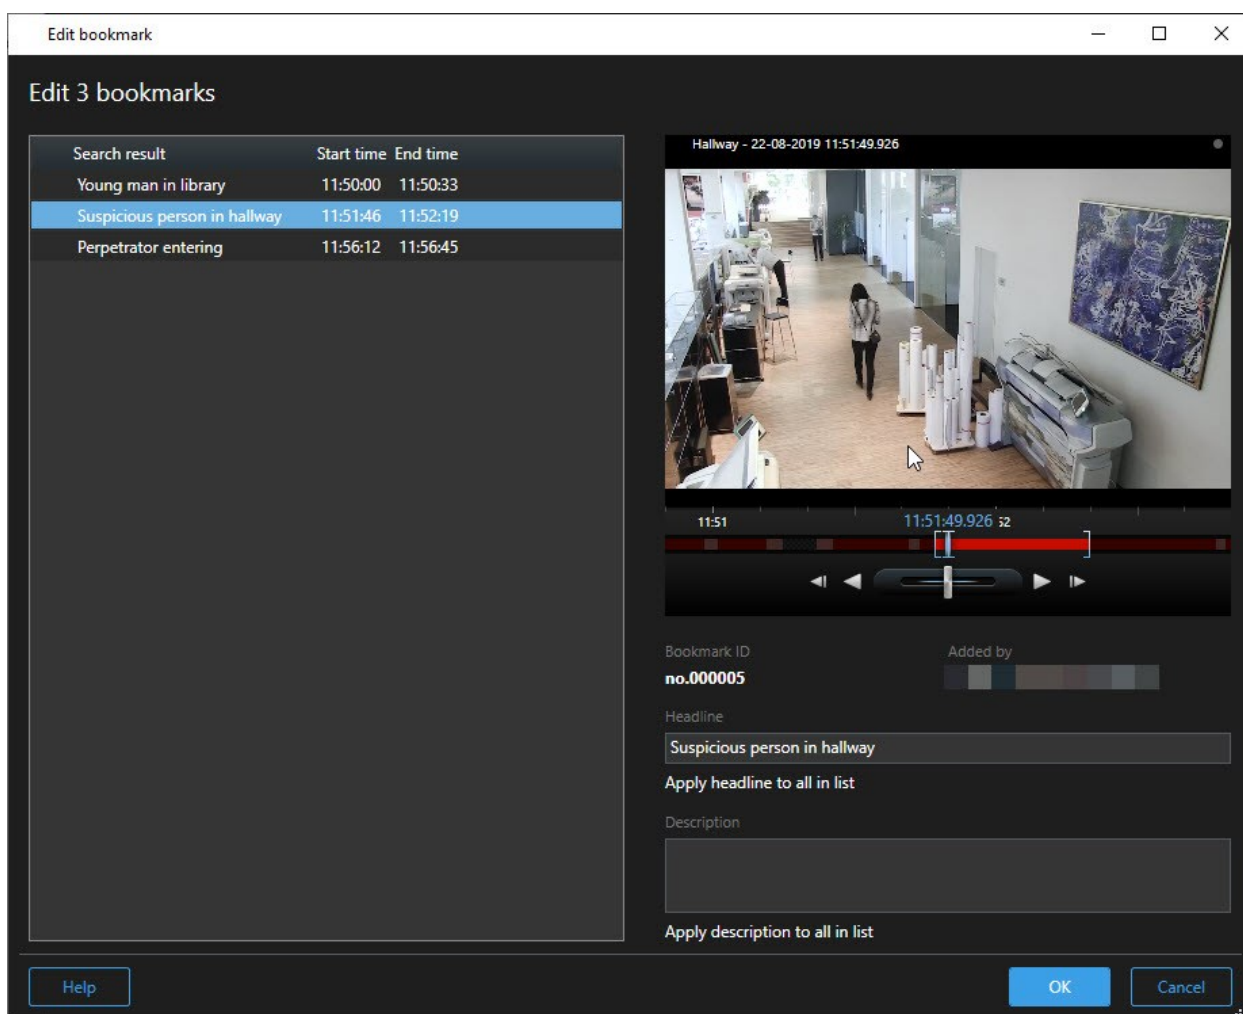 Edit bookmark
Edit 3 bookmarks
Search result Start time End time
Young man in library 11:50:00 11:50:33
Suspicious person in hallway 11:51:46 11:52:19
Perpetrator entering 11:56:12 11:56:45
Hallway - 22-08-2019 11:51:49.926
11:51 11:51:49.926 52
Bookmark ID Added by
no.000005
Headline
Suspicious person in hallway
Apply headline to all in list
Description
Apply description to all in list
Help OK Cancel